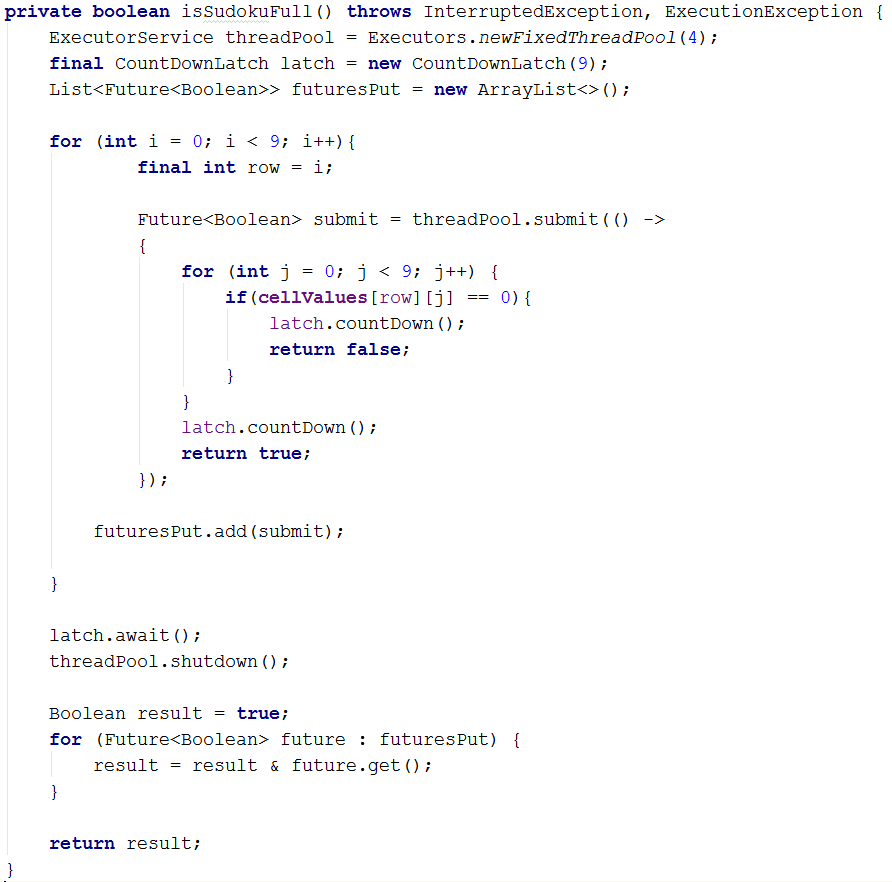 private boolean isSudokuFull() throws InterruptedException, ExecutionException {
    ExecutorService threadPool = Executors.newFixedThreadPool(4);
    final CountDownLatch latch = new CountDownLatch(9);
    List<Future<Boolean>> futuresPut = new ArrayList<>();

    for (int i = 0; i < 9; i++){
            final int row = i;

            Future<Boolean> submit = threadPool.submit(() ->
            {
                for (int j = 0; j < 9; j++) {
                    if(cellValues[row][j] == 0){
                        latch.countDown();
                        return false;
                    }
                }
                latch.countDown();
                return true;
            });

        futuresPut.add(submit);

    }

    latch.await();
    threadPool.shutdown();

    Boolean result = true;
    for (Future<Boolean> future : futuresPut) {
        result = result & future.get();
    }

    return result;
}